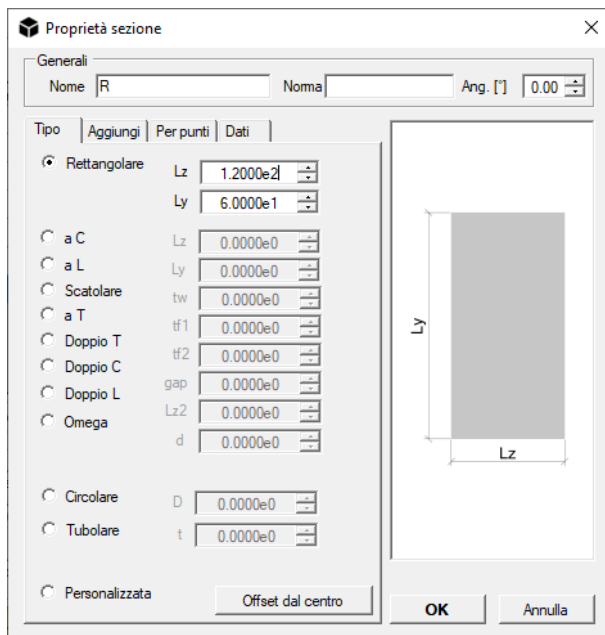 Proprietà sezione
Generali
Nome R Norma Ang. [°] 0.00
Tipo Aggiungi Per punti Dati
Rettangolare Lz 1.2000e2
Ly 6.0000e1
a C Lz 0.0000e0
a L Ly 0.0000e0
Scatolare tw 0.0000e0
a T tf1 0.0000e0
Doppio T tf2 0.0000e0
Doppio C gap 0.0000e0
Doppio L Lz2 0.0000e0
Omega d 0.0000e0
Circolare D 0.0000e0
Tubolare t 0.0000e0
Personalizzata Offset dal centro
Ly
Lz
OK Annulla